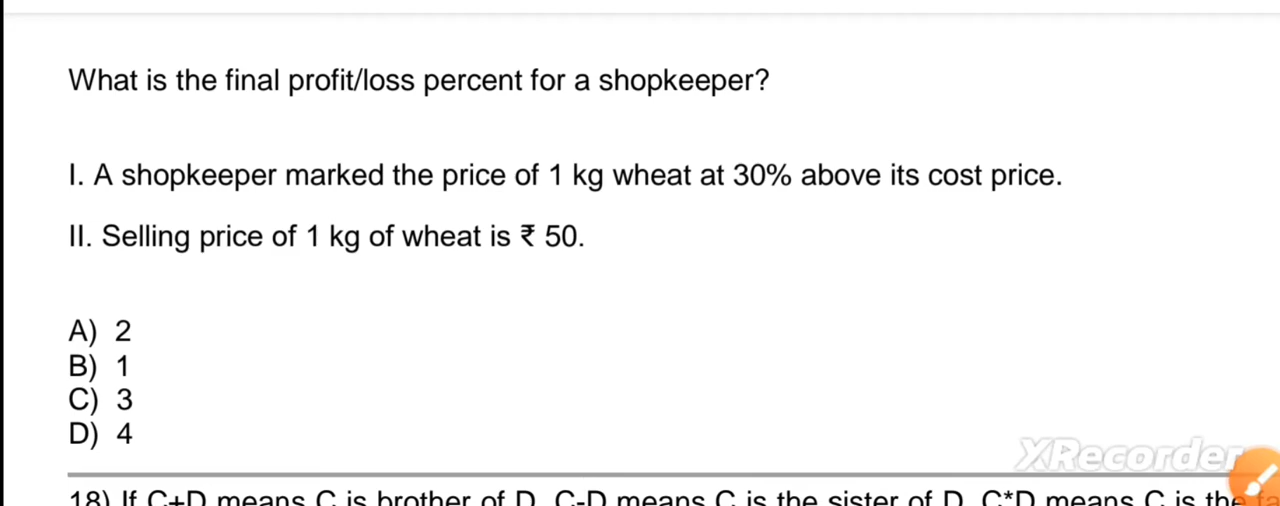 What is the final profit/loss percent for a shopkeeper?
I. A shopkeeper marked the price of 1 kg wheat at 30% above its cost price.
II. Selling price of 1 kg of wheat is ₹ 50.
A) 2
B) 1
C) 3
D) 4
XRecorder
18) If C+D means C is brother of D, C-D means C is the sister of D, C*D means C is the fa